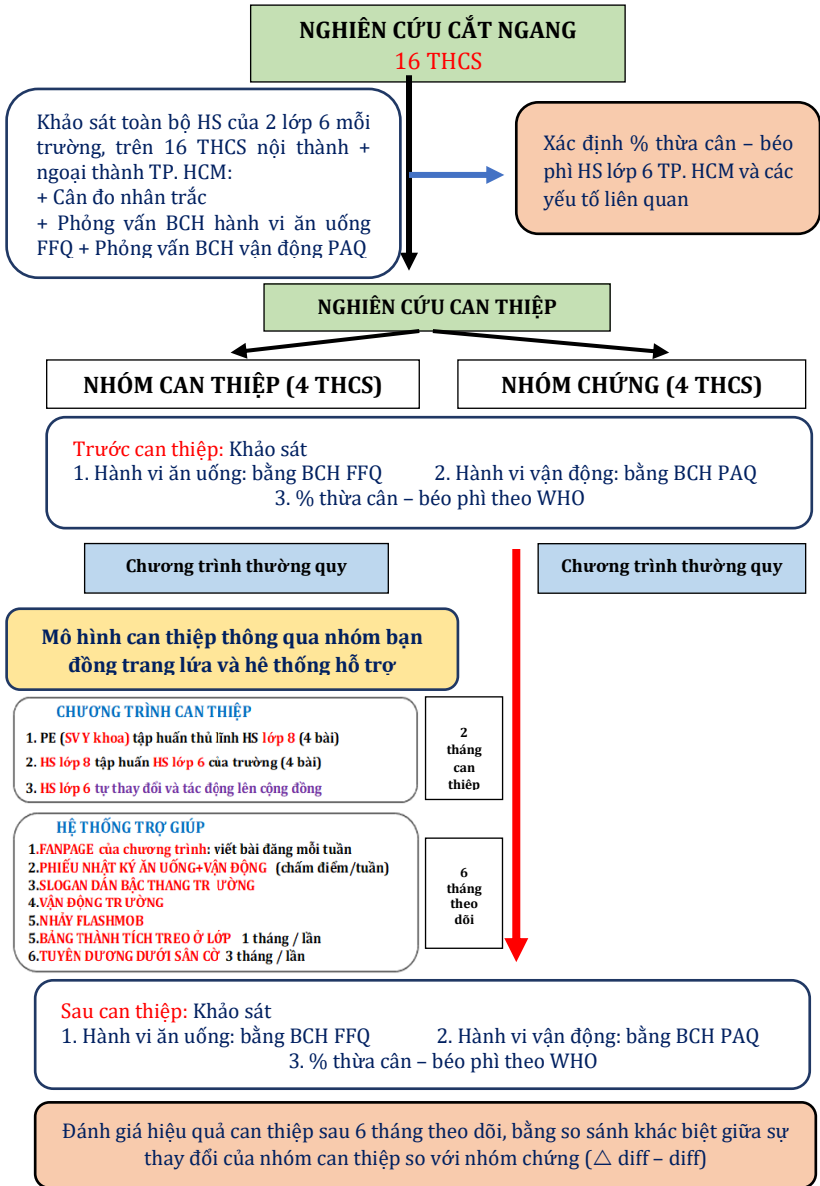 NGHIÊN CỨU CẮT NGANG
16 THCS
Khảo sát toàn bộ HS của 2 lớp 6 mỗi
trường, trên 16 THCS nội thành +
ngoại thành TP. HCM:
+ Cân đo nhân trắc
+ Phỏng vấn BCH hành vi ăn uống
FFQ + Phỏng vấn BCH vận động PAQ
Xác định % thừa cân – béo
phì HS lớp 6 TP. HCM và các
yếu tố liên quan
NGHIÊN CỨU CAN THIỆP
NHÓM CAN THIỆP (4 THCS)
NHÓM CHỨNG (4 THCS)
Trước can thiệp: Khảo sát
1. Hành vi ăn uống: bằng BCH FFQ 2. Hành vi vận động: bằng BCH PAQ
3. % thừa cân – béo phì theo WHO
Chương trình thường quy
Chương trình thường quy
Mô hình can thiệp thông qua nhóm bạn
đồng trang lứa và hê thống hỗ trợ
CHƯƠNG TRÌNH CAN THIỆP
1. PE (SV Y khoa) tập huấn thủ lĩnh HS lớp 8 (4 bài)
2. HS lớp 8 tập huấn HS lớp 6 của trường (4 bài)
3. HS lớp 6 tự thay đổi và tác động lên cộng đồng
2
tháng
can
thiêp
HỆ THỐNG TRỢ GIÚP
1.FANPAGE của chương trình: viết bài đăng mỗi tuần
2.PHIẾU NHẬT KÝ ĂN UỐNG+VẬN ĐỘNG (chấm điểm/tuần)
3.SLOGAN DÁN BẬC THANG TR ƯỜNG
4.VẬN ĐỘNG TR ƯỜNG
5.NHẢY FLASHMOB
5.BẢNG THÀNH TÍCH TREO Ở LỚP 1 tháng / lần
6.TUYÊN DƯƠNG DƯỚI SÂN CỜ 3 tháng / lần
6
tháng
theo
dõi
Sau can thiệp: Khảo sát
1. Hành vi ăn uống: bằng BCH FFQ 2. Hành vi vận động: bằng BCH PAQ
3. % thừa cân – béo phì theo WHO
Đánh giá hiệu quả can thiệp sau 6 tháng theo dõi, bằng so sánh khác biệt giữa sự
thay đổi của nhóm can thiệp so với nhóm chứng (△ diff – diff)